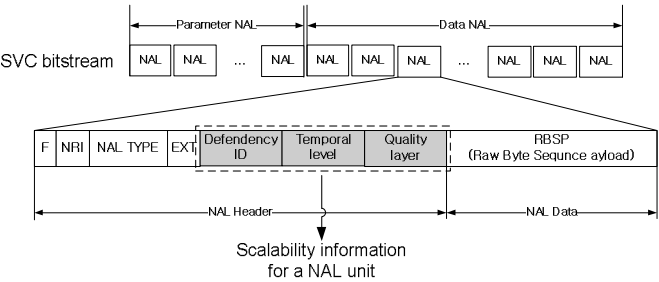 Parameter NAL Data NAL
SVC bitstream NAL NAL ... NAL NAL NAL NAL ... NAL NAL NAL
F NRI NAL TYPE EXT Defendency ID Temporal level Quality layer RBSP (Raw Byte Sequnce ayload)
NAL Header NAL Data
Scalability information
for a NAL unit